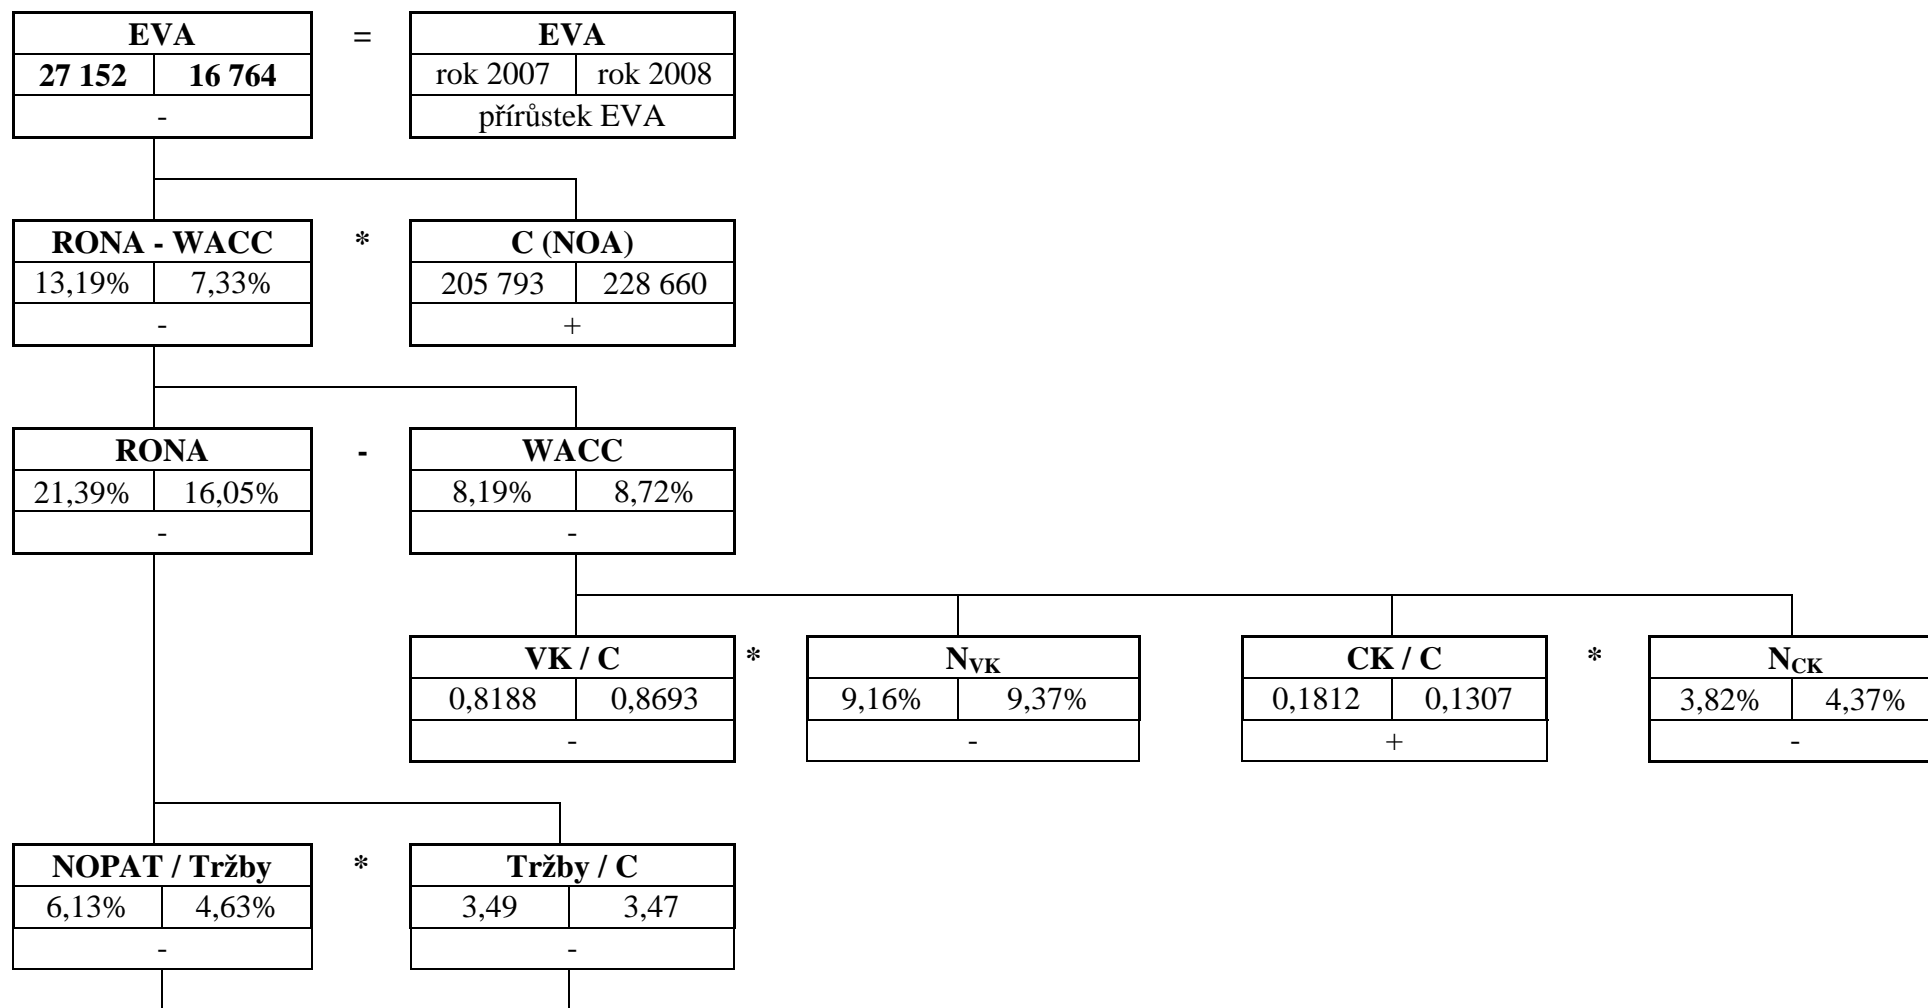 EVA = EVA
27 152 16 764 rok 2007 rok 2008
- přírůstek EVA
RONA - WACC * C (NOA)
13,19% 7,33% 205 793 228 660
- +
RONA - WACC
21,39% 16,05% 8,19% 8,72%
- -
VK / C * NVK CK / C * NCK
0,8188 0,8693 9,16% 9,37% 0,1812 0,1307 3,82% 4,37%
- - + -
NOPAT / Tržby * Tržby / C
6,13% 4,63% 3,49 3,47
- -